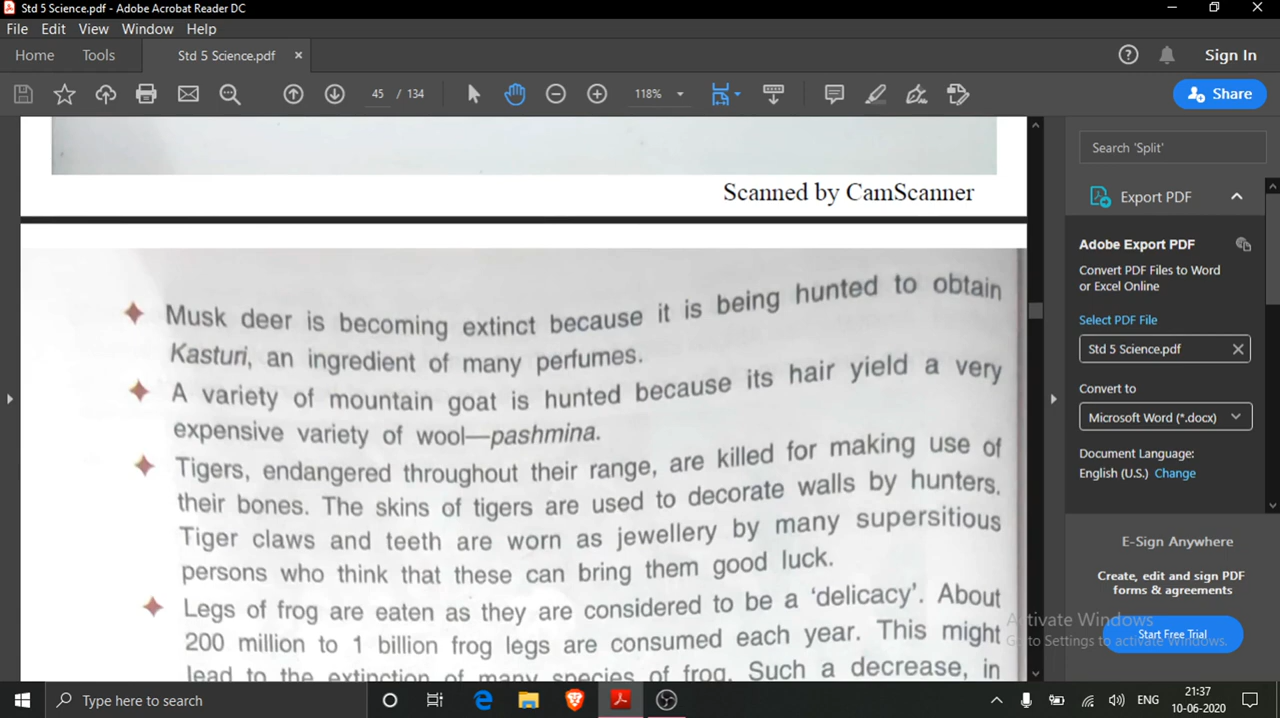 Std 5 Science.pdf - Adobe Acrobat Reader DC
File Edit View Window Help
Home Tools Std 5 Science.pdf × Sign In
45 / 134 118% Share
Scanned by CamScanner
Musk deer is becoming extinct because it is being hunted to obtain
Kasturi, an ingredient of many perfumes.
A variety of mountain goat is hunted because its hair yield a very
expensive variety of wool—pashmina.
Tigers, endangered throughout their range, are killed for making use of
their bones. The skins of tigers are used to decorate walls by hunters.
Tiger claws and teeth are worn as jewellery by many supersitious
persons who think that these can bring them good luck.
Legs of frog are eaten as they are considered to be a ‘delicacy’. About
200 million to 1 billion frog legs are consumed each year. This might
lead to the extinction of many species of frog. Such a decrease, in
Search 'Split'
Export PDF
Adobe Export PDF
Convert PDF Files to Word
or Excel Online
Select PDF File
Std 5 Science.pdf
Convert to
Microsoft Word (*.docx)
Document Language:
English (U.S.) Change
E-Sign Anywhere
Create, edit and sign PDF
forms & agreements
Start Free Trial
Activate Windows
Go to Settings to activate Windows.
Type here to search
ENG
21:37
10-06-2020